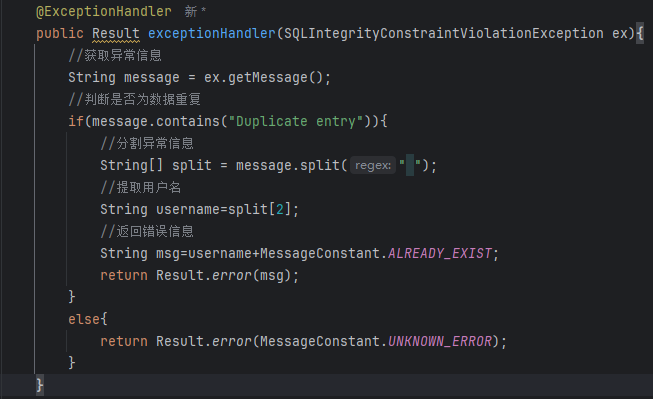 @ExceptionHandler 新 *
public Result exceptionHandler(SQLIntegrityConstraintViolationException ex){
//获取异常信息
String message = ex.getMessage();
//判断是否为数据重复
if(message.contains("Duplicate entry")){
//分割异常信息
String[] split = message.split( regex: " ");
//提取用户名
String username=split[2];
//返回错误信息
String msg=username+MessageConstant.ALREADY_EXIST;
return Result.error(msg);
}
else{
return Result.error(MessageConstant.UNKNOWN_ERROR);
}
}